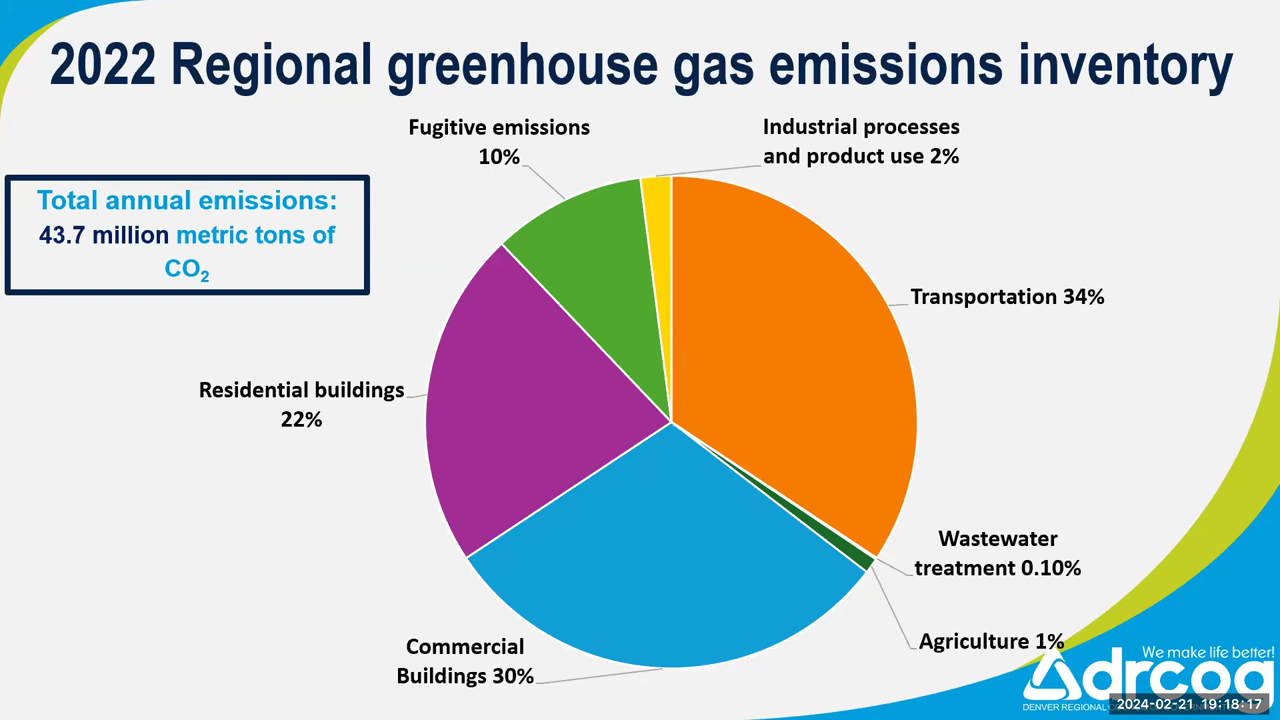 2022 Regional greenhouse gas emissions inventory
Fugitive emissions
10%
Industrial processes
and product use 2%
Total annual emissions:
43.7 million metric tons of
CO₂
Transportation 34%
Residential buildings
22%
Wastewater
treatment 0.10%
Agriculture 1%
Commercial
Buildings 30%
We make life better!
drcog
DENVER REGIONAL
2024-02-21 19:18:17